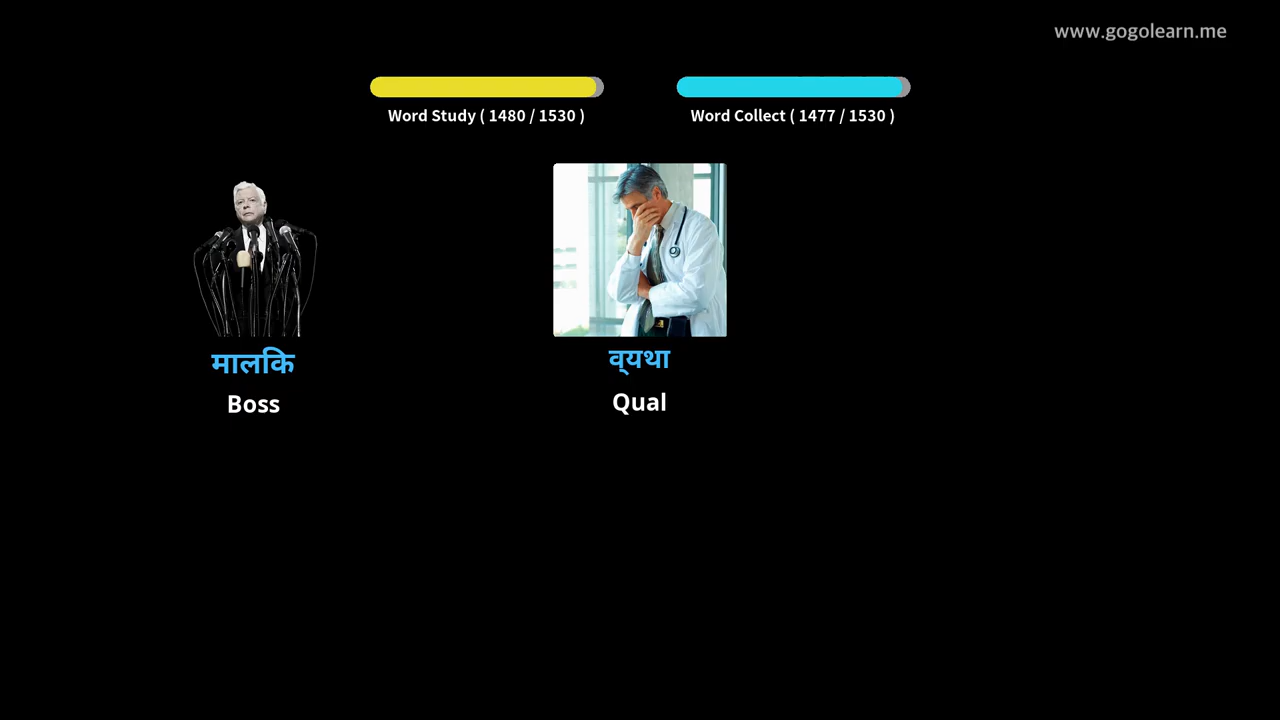 www.gogolearn.me
Word Study ( 1480 / 1530 )
Word Collect ( 1477 / 1530 )
मालकि
व्यथा
Boss
Qual